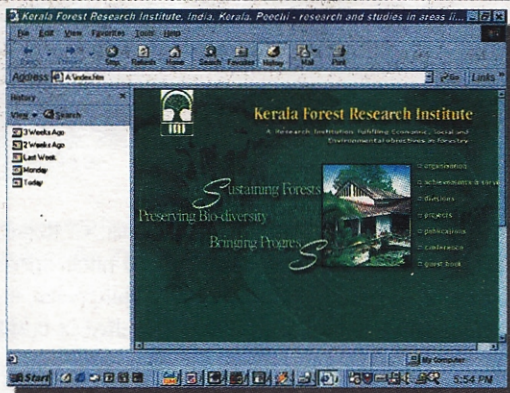 Kerala Forest Research Institute, India, Kerala, Peechi - research and studies in areas li...
File Edit View Favorites Tools Help
Stop Refresh Home Search Favorites History Mail Print
Address A:\index.htm Go Links »
History ×
View Search
3 Weeks Ago
2 Weeks Ago
Last Week
Monday
Today
Kerala Forest Research Institute
A Research Institution Fulfilling Economic, Social and
Environmental objectives in forestry
Sustaining Forests
Preserving Bio-diversity
Bringing ProgresS
organisation
achievements &
divisions
projects
publications
conference
guest book
My Computer
Start 5:54 PM